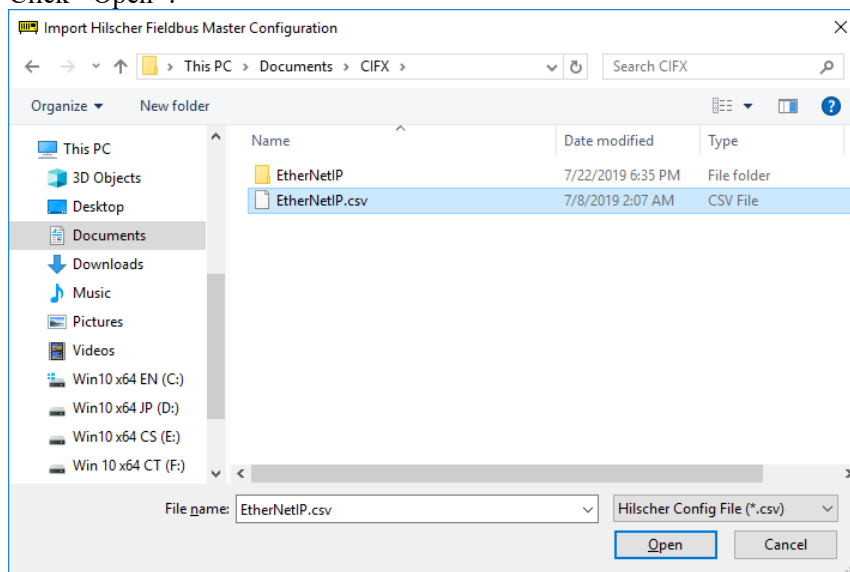 Click "Open".
Import Hilscher Fieldbus Master Configuration
This PC > Documents > CIFX >
Search CIFX
Organize
New folder
Name
Date modified
Type
This PC
3D Objects
Desktop
Documents
Downloads
Music
Pictures
Videos
Win10 x64 EN (C:)
Win10 x64 JP (D:)
Win10 x64 CS (E:)
Win 10 x64 CT (F:)
EtherNetIP 7/22/2019 6:35 PM File folder
EtherNetIP.csv 7/8/2019 2:07 AM CSV File
File name: EtherNetIP.csv
Hilscher Config File (*.csv)
Open
Cancel